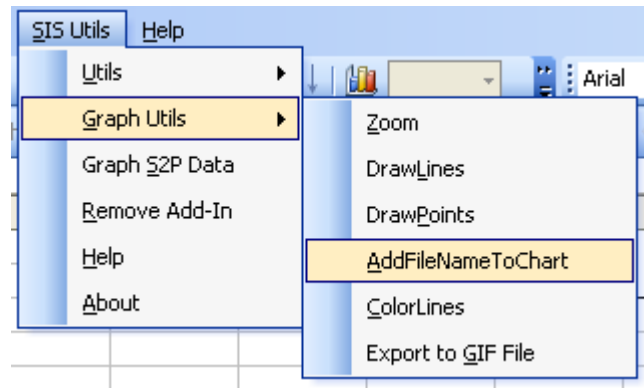 SIS Utils Help
Utils
Arial
Graph Utils
Zoom
Graph S2P Data
DrawLines
Remove Add-In
DrawPoints
Help
AddFileNameToChart
About
ColorLines
Export to GIF File